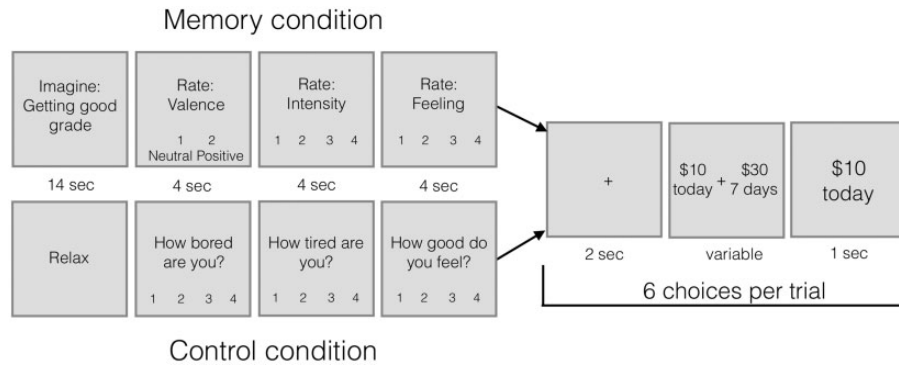 Memory condition
Imagine:
Getting good
grade
Rate:
Valence
1 2
Neutral Positive
Rate:
Intensity
1 2 3 4
Rate:
Feeling
1 2 3 4
14 sec
4 sec
4 sec
4 sec
Relax
How bored
are you?
1 2 3 4
How tired are
you?
1 2 3 4
How good do
you feel?
1 2 3 4
Control condition
+
2 sec
$10 + $30
today 7 days
variable
$10
today
1 sec
6 choices per trial